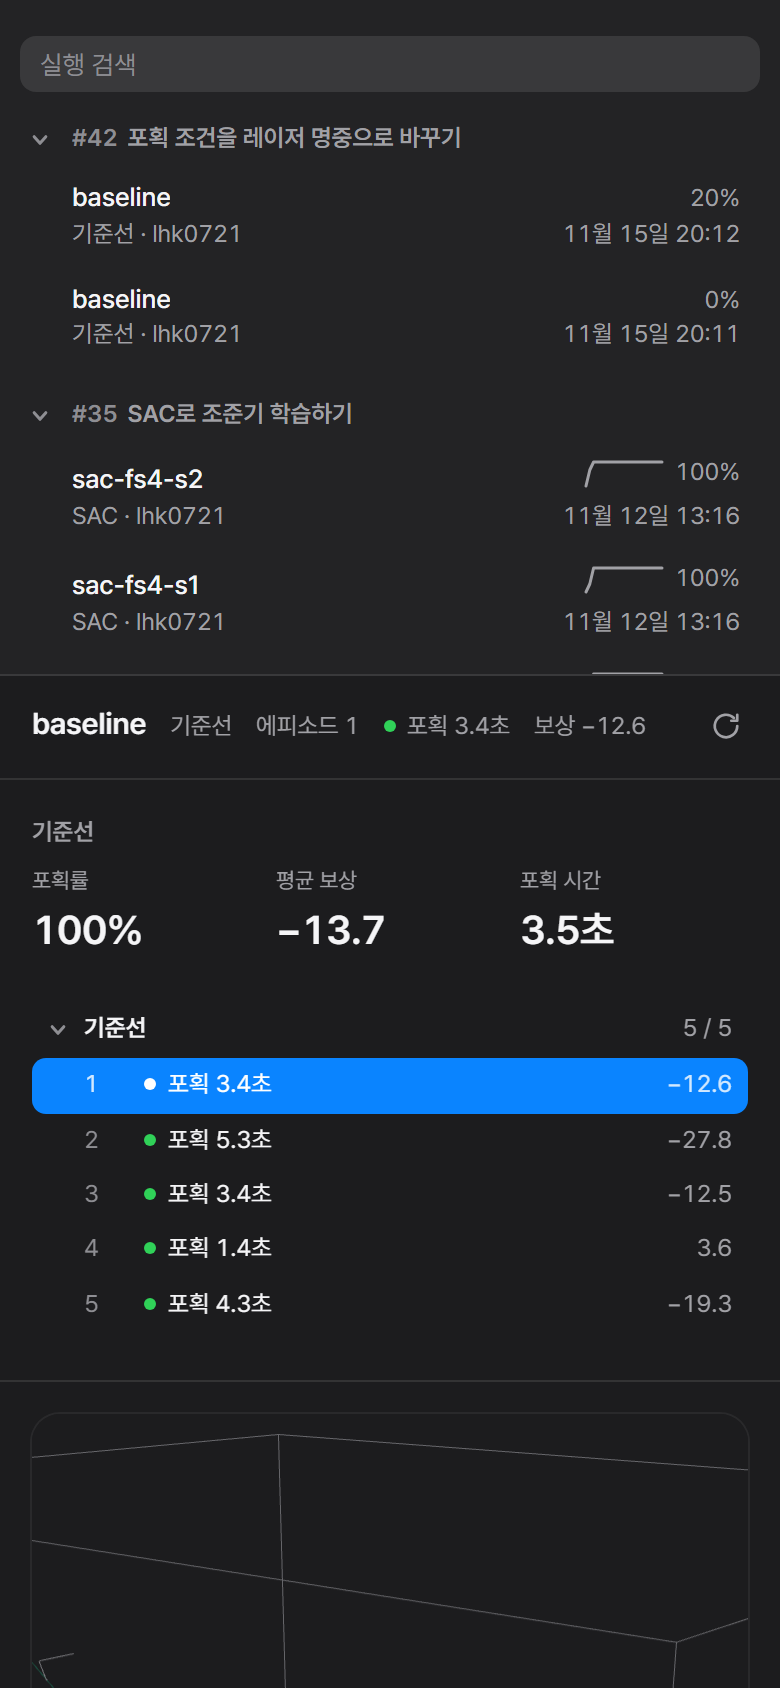 실행 검색
#42 포획 조건을 레이저 명중으로 바꾸기
baseline 20%
기준선 · lhk0721 11월 15일 20:12
baseline 0%
기준선 · lhk0721 11월 15일 20:11
#35 SAC로 조준기 학습하기
sac-fs4-s2 100%
SAC · lhk0721 11월 12일 13:16
sac-fs4-s1 100%
SAC · lhk0721 11월 12일 13:16
baseline 기준선 에피소드 1 포획 3.4초 보상 −12.6
기준선
포획률 평균 보상 포획 시간
100% −13.7 3.5초
기준선 5 / 5
1 포획 3.4초 −12.6
2 포획 5.3초 −27.8
3 포획 3.4초 −12.5
4 포획 1.4초 3.6
5 포획 4.3초 −19.3